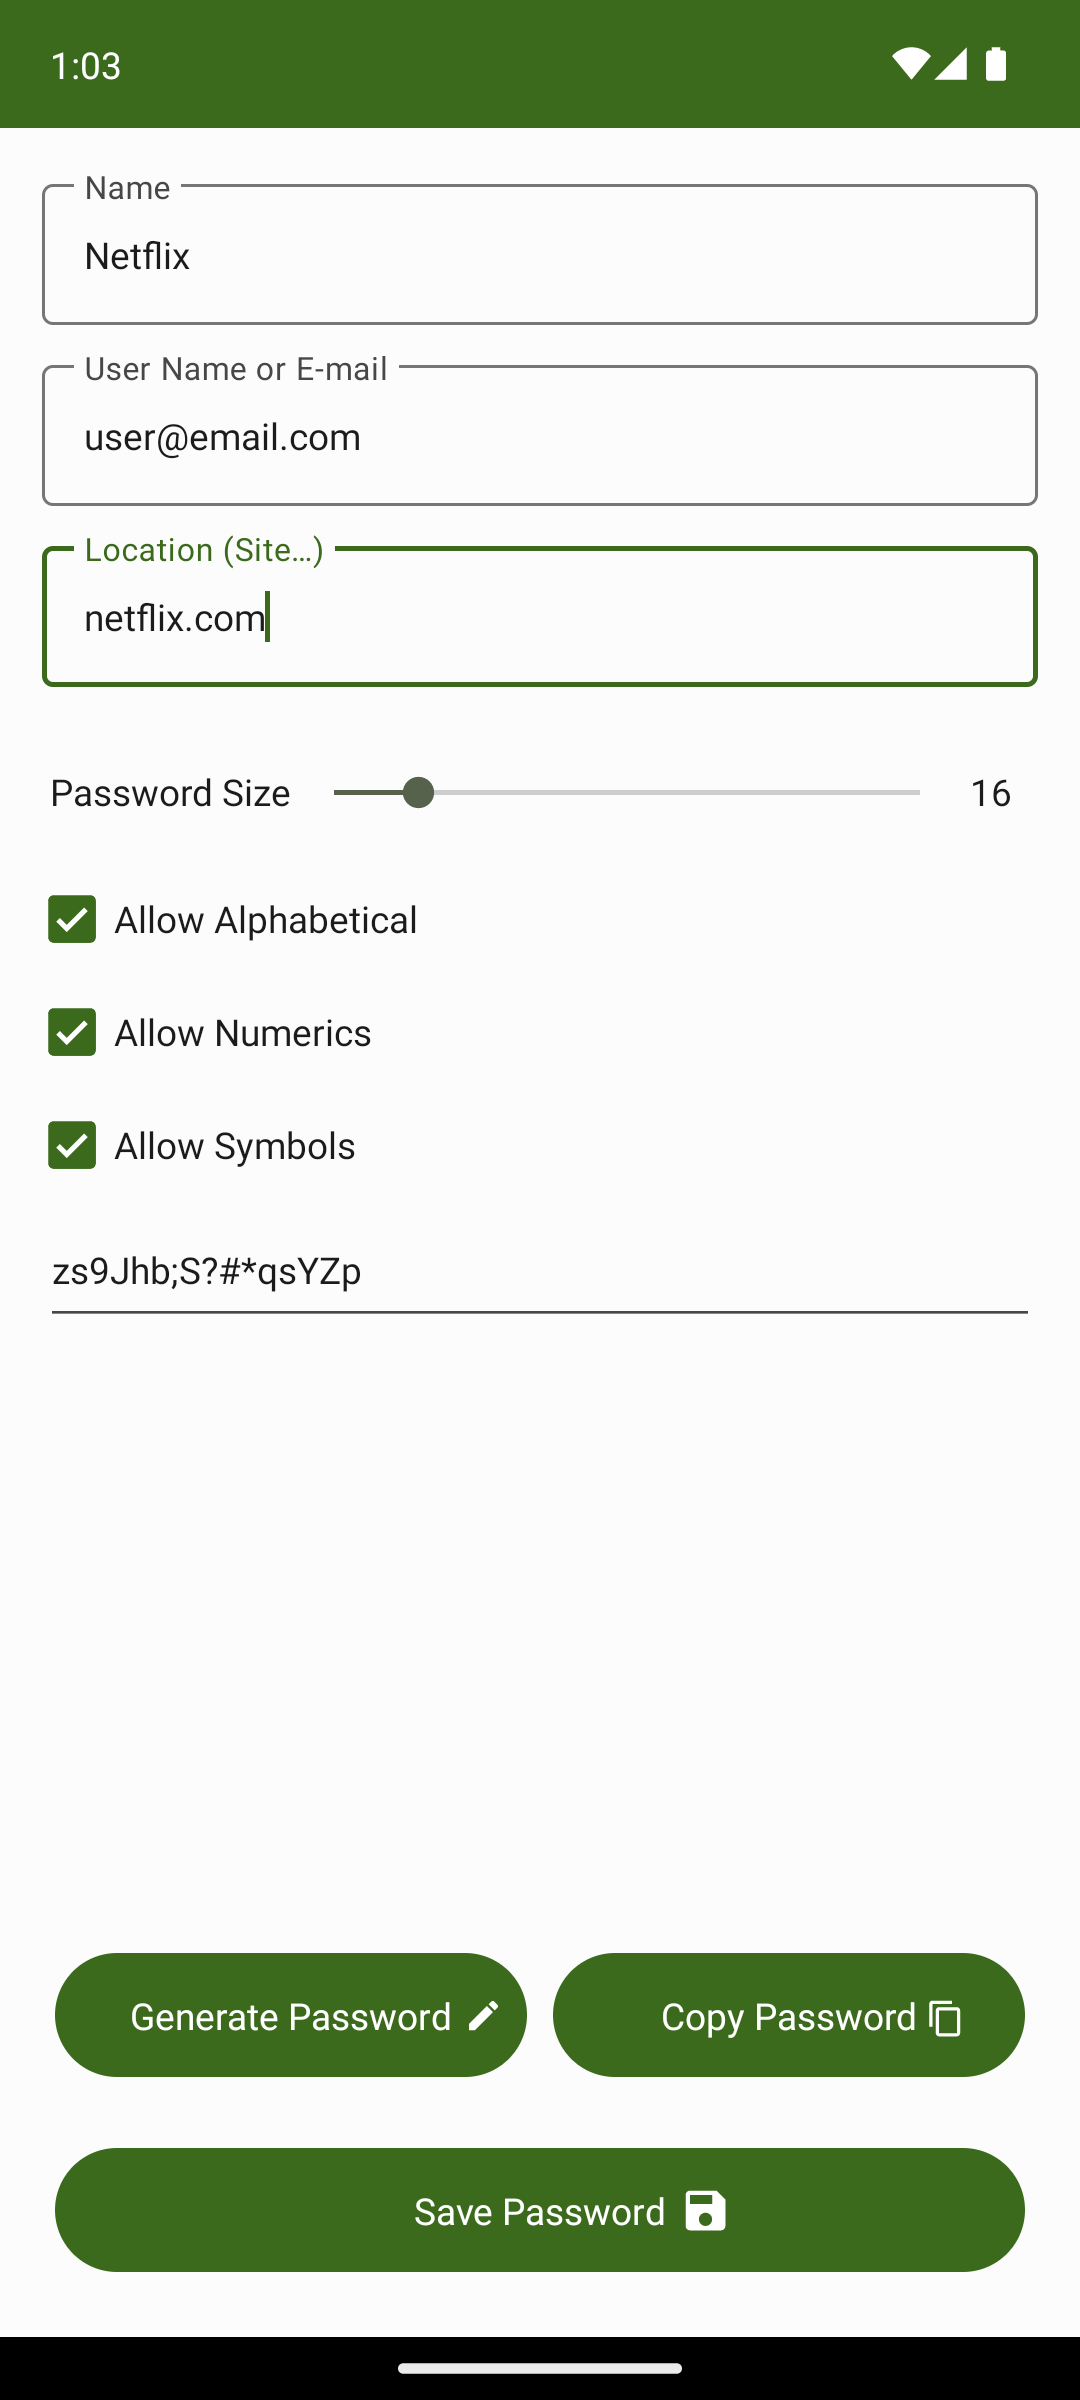 1:03
Name
Netflix
User Name or E-mail
user@email.com
Location (Site...)
netflix.com
Password Size
16
Allow Alphabetical
Allow Numerics
Allow Symbols
zs9Jhb;S?#*qsYZp
Generate Password
Copy Password
Save Password